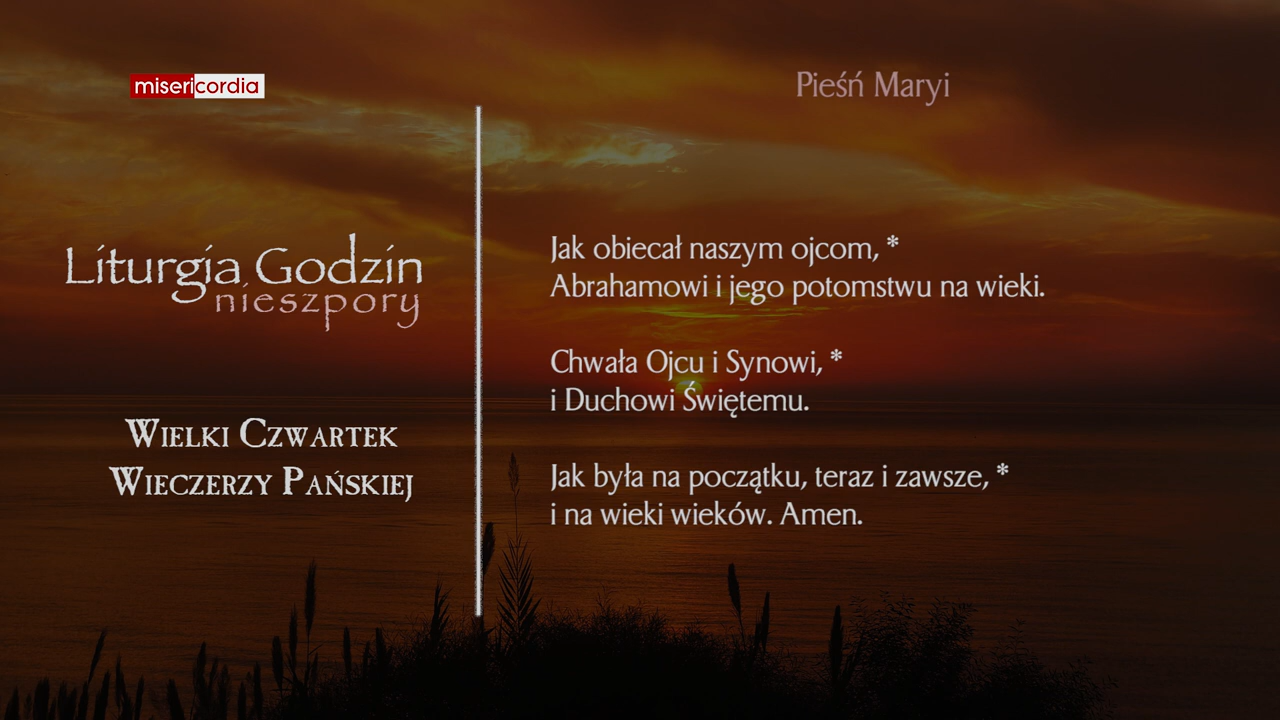 misericordia
Liturgia Godzin
nieszpory
Wielki Czwartek
Wieczerzy Pańskiej
Pieśń Maryi
Jak obiecał naszym ojcom, *
Abrahamowi i jego potomstwu na wieki.
Chwała Ojcu i Synowi, *
i Duchowi Świętemu.
Jak była na początku, teraz i zawsze, *
i na wieki wieków. Amen.